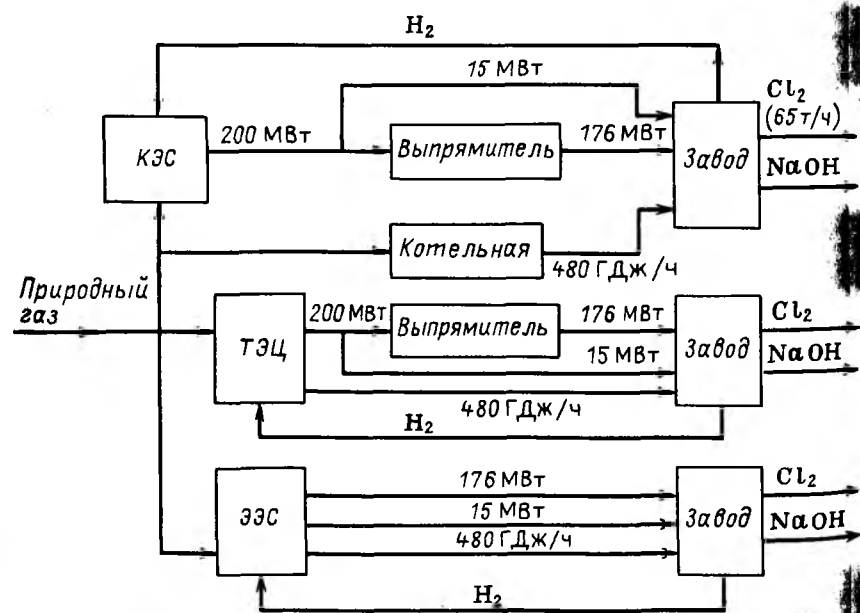 H₂
15 МВт
Cl₂
(65 т/ч)
КЭС
200 МВт
Выпрямитель
176 МВт
Завод
NaOH
Котельная
480 ГДж/ч
Природный
газ
ТЭЦ
200 МВт
Выпрямитель
176 МВт
Завод
Cl₂
15 МВт
NaOH
480 ГДж/ч
H₂
ЭЭС
176 МВт
Завод
Cl₂
15 МВт
NaOH
480 ГДж/ч
H₂